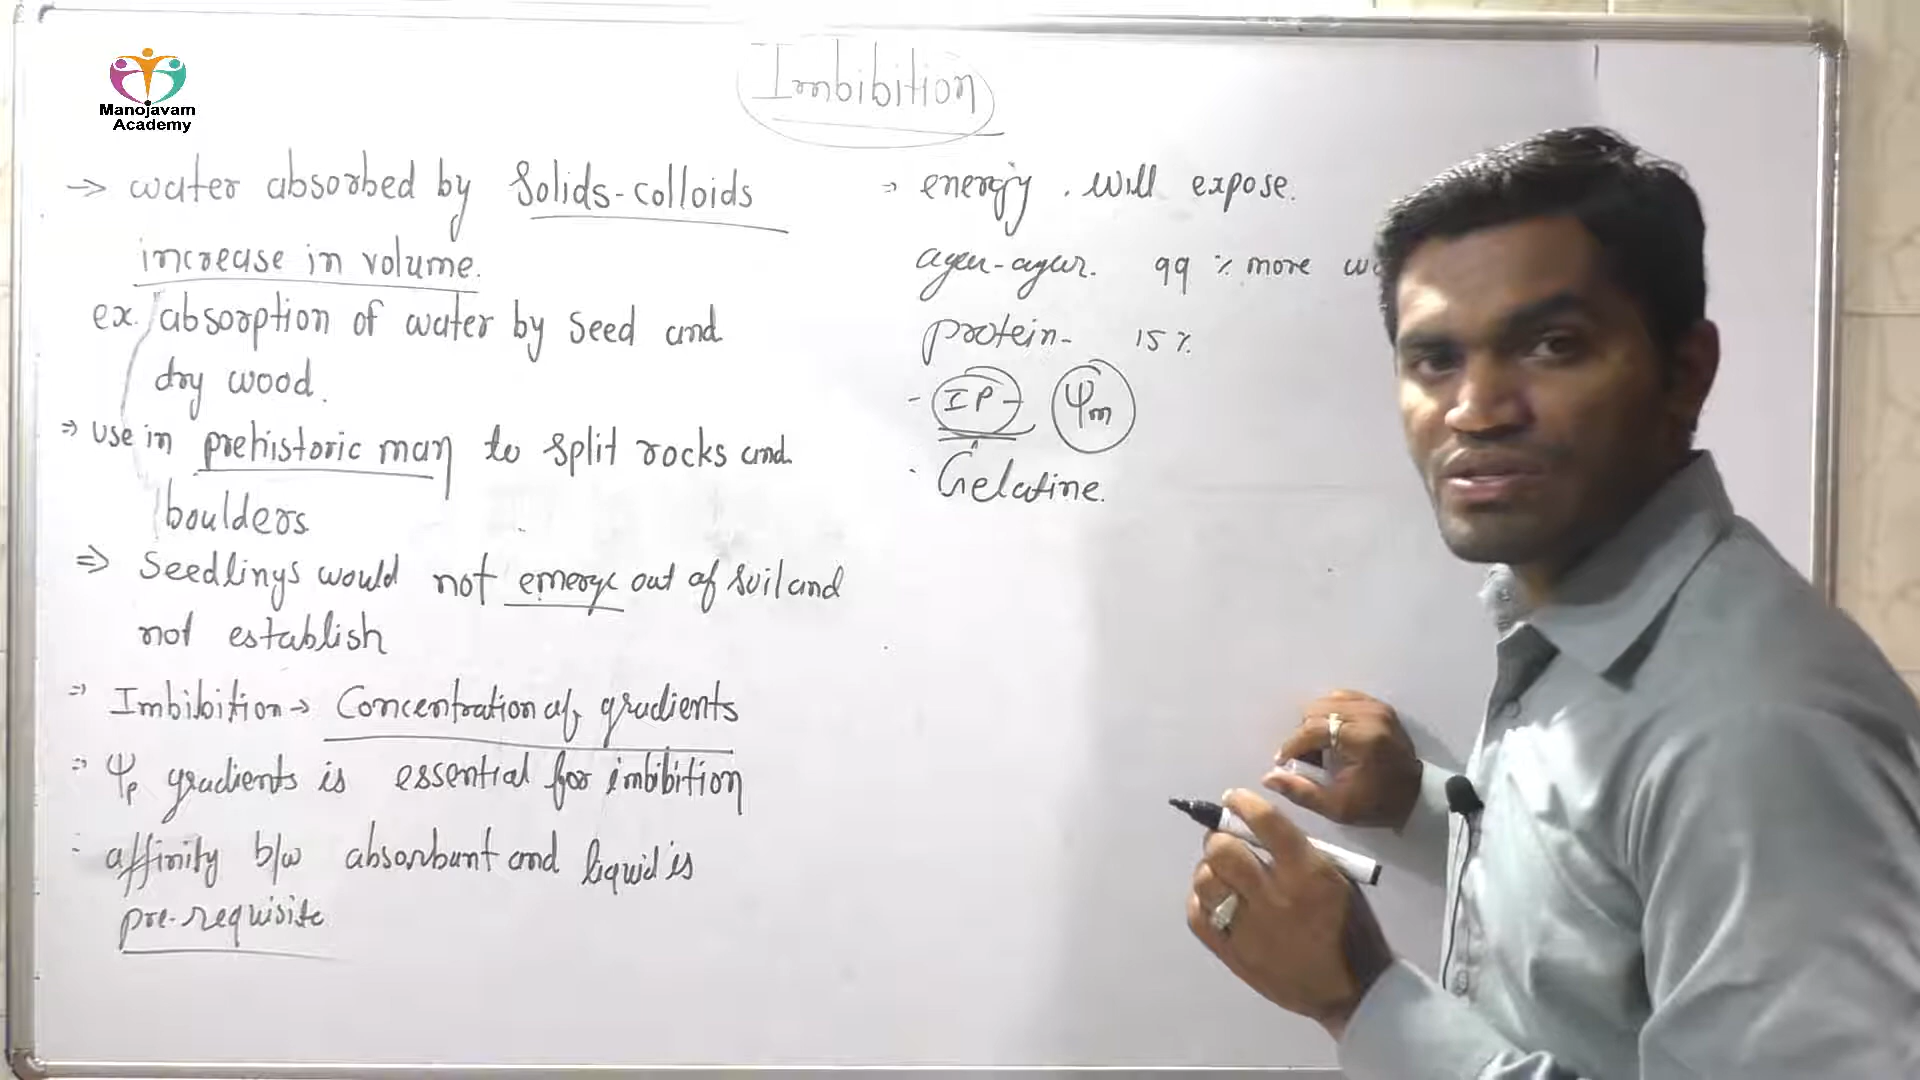 Manojavam
Academy
Imbibition
→ water absorbed by Solids-colloids
increase in volume.
ex. absorption of water by seed and
dry wood.
⇒ use in prehistoric man to split rocks and
boulders
⇒ Seedlings would not emerge out of soil and
not establish
⇒ Imbibition → Concentration of gradients
⇒ Ψp gradients is essential for imbibition
affinity b/w absorbant and liquid is
pre-requisite
⇒ energy. will expose.
agar-agar. 99 % more
protein- 15 %
- IP - Ψm
· Gelatine.